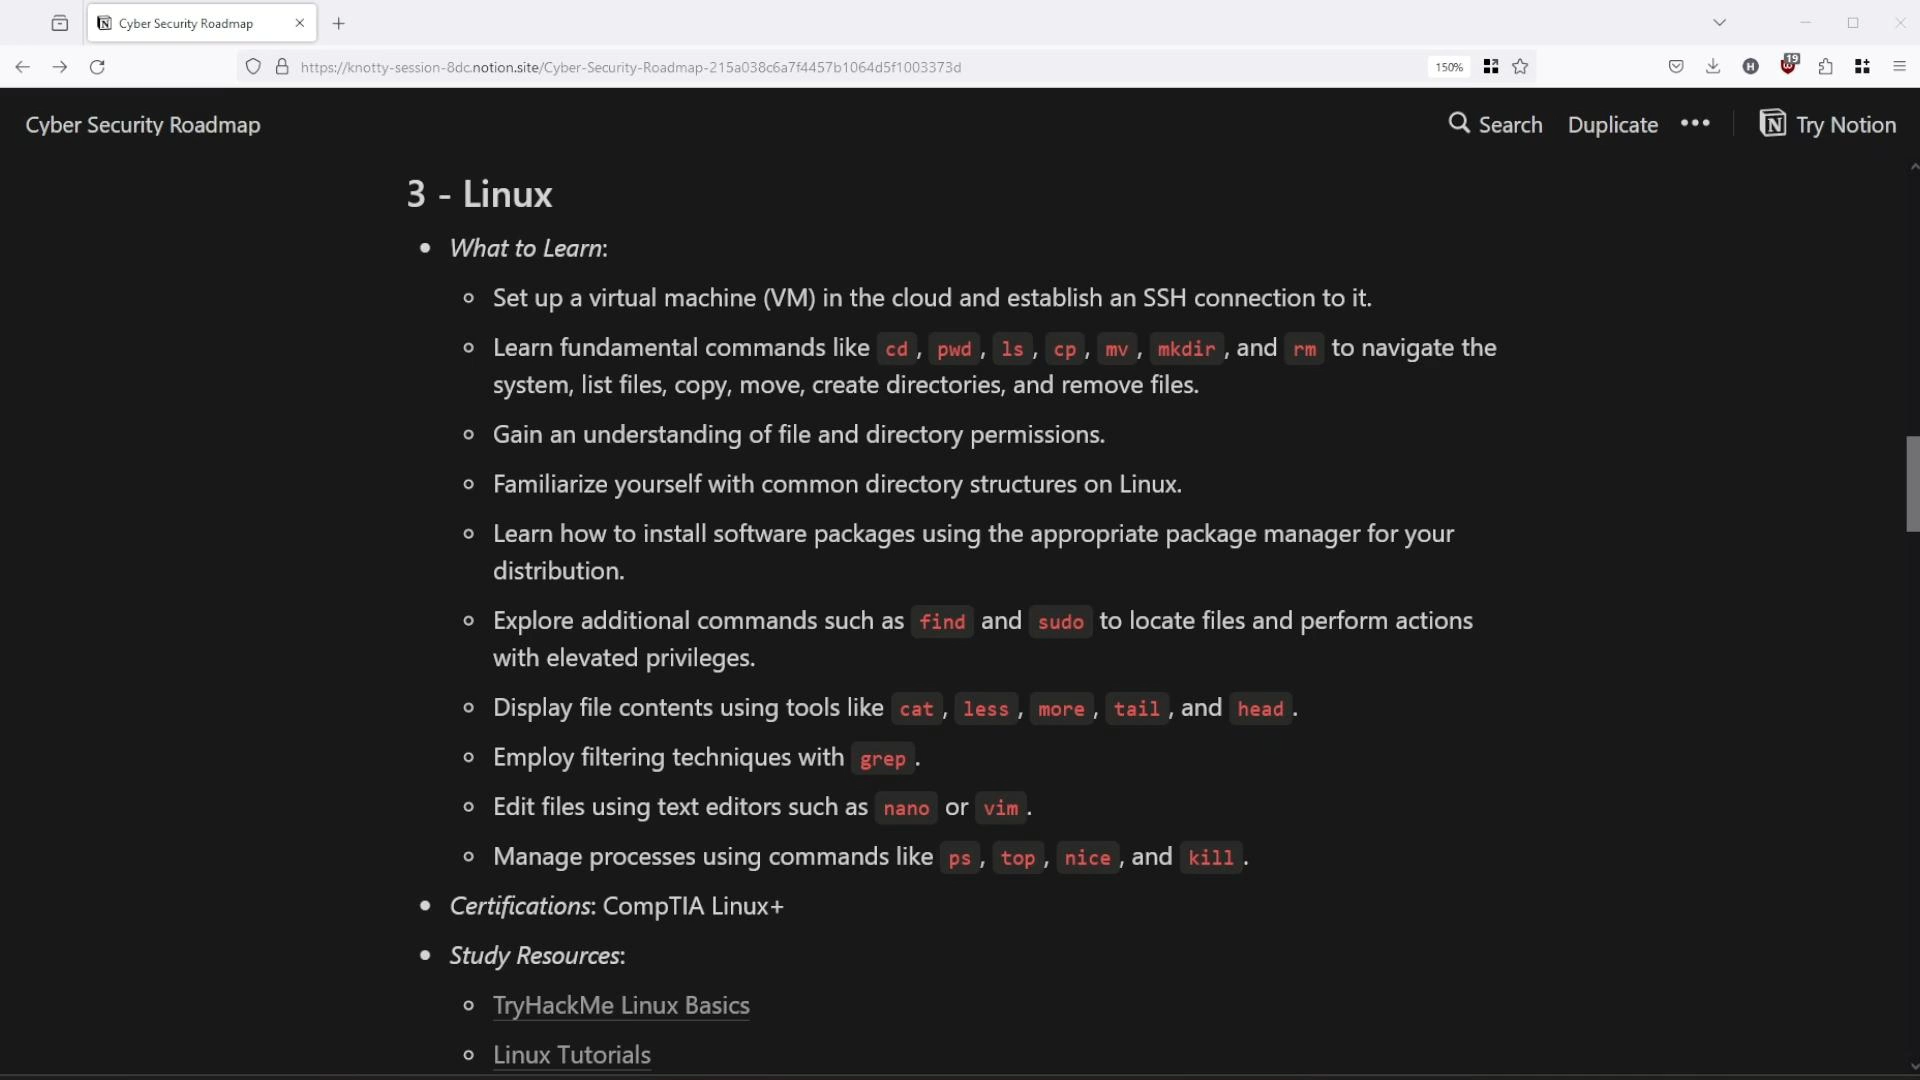 Cyber Security Roadmap
https://knotty-session-8dc.notion.site/Cyber-Security-Roadmap-215a038c6a7f4457b1064d5f1003373d
150%
19
Cyber Security Roadmap
Search
Duplicate
Try Notion
3 - Linux
What to Learn:
Set up a virtual machine (VM) in the cloud and establish an SSH connection to it.
Learn fundamental commands like cd, pwd, ls, cp, mv, mkdir, and rm to navigate the
system, list files, copy, move, create directories, and remove files.
Gain an understanding of file and directory permissions.
Familiarize yourself with common directory structures on Linux.
Learn how to install software packages using the appropriate package manager for your
distribution.
Explore additional commands such as find and sudo to locate files and perform actions
with elevated privileges.
Display file contents using tools like cat, less, more, tail, and head.
Employ filtering techniques with grep.
Edit files using text editors such as nano or vim.
Manage processes using commands like ps, top, nice, and kill.
Certifications: CompTIA Linux+
Study Resources:
TryHackMe Linux Basics
Linux Tutorials